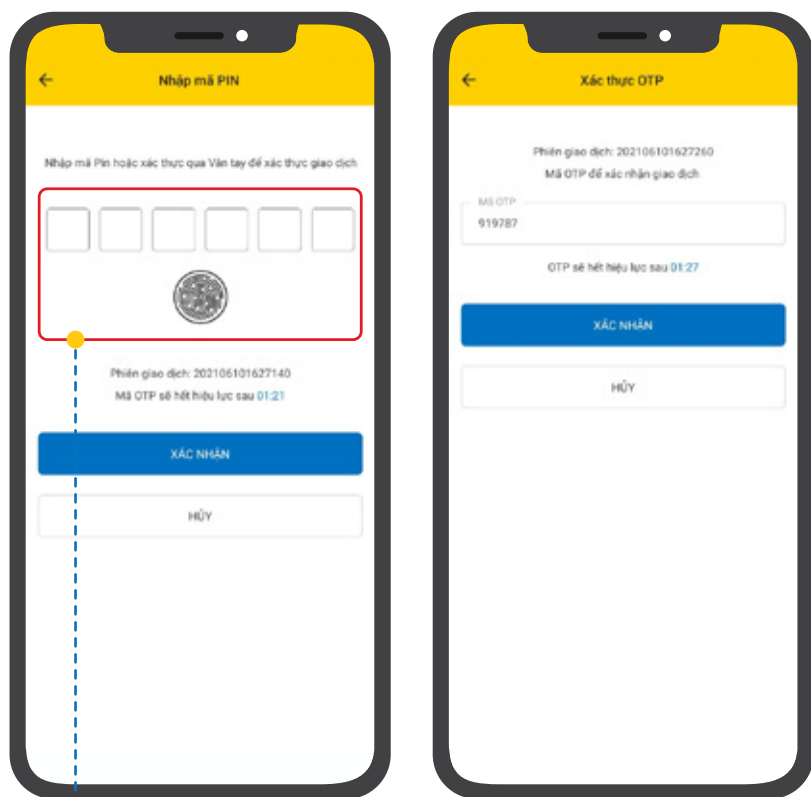 Nhập mã PIN
Nhập mã Pin hoặc xác thực qua Vân tay để xác thực giao dịch
Phiên giao dịch: 202106101627140
Mã OTP sẽ hết hiệu lực sau 01:21
XÁC NHẬN
HỦY
Xác thực OTP
Phiên giao dịch: 202106101627260
Mã OTP để xác nhận giao dịch
Mã OTP
919787
OTP sẽ hết hiệu lực sau 01:27
XÁC NHẬN
HỦY